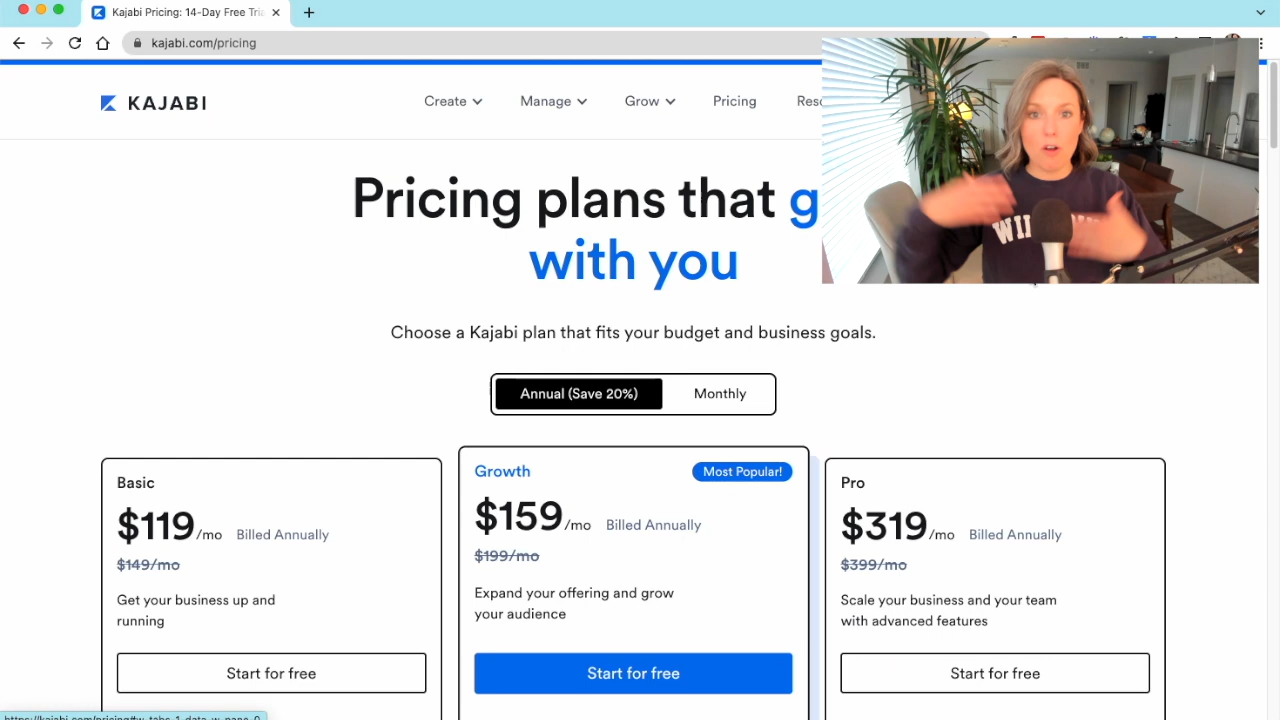 Kajabi Pricing: 14-Day Free Tria
kajabi.com/pricing
KAJABI
Create
Manage
Grow
Pricing
Reso
Pricing plans that g
with you
Choose a Kajabi plan that fits your budget and business goals.
Annual (Save 20%)
Monthly
Basic
$119/mo Billed Annually
$149/mo
Get your business up and
running
Start for free
Growth
Most Popular!
$159/mo Billed Annually
$199/mo
Expand your offering and grow
your audience
Start for free
Pro
$319/mo Billed Annually
$399/mo
Scale your business and your team
with advanced features
Start for free